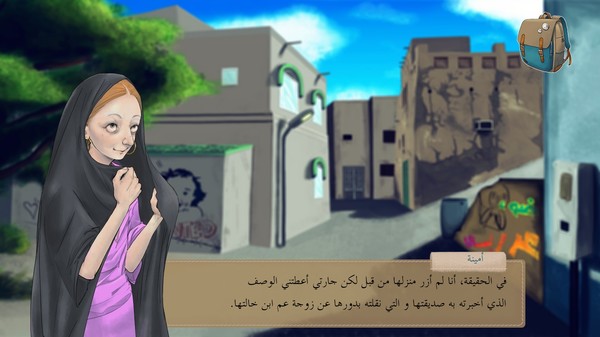 أمينة
في الحقيقة، أنا لم أزر منزلها من قبل لكن جارتي أعطتني الوصف
الذي أخبرته به صديقتها و التي نقلته بدورها عن زوجة عم ابن خالتها.